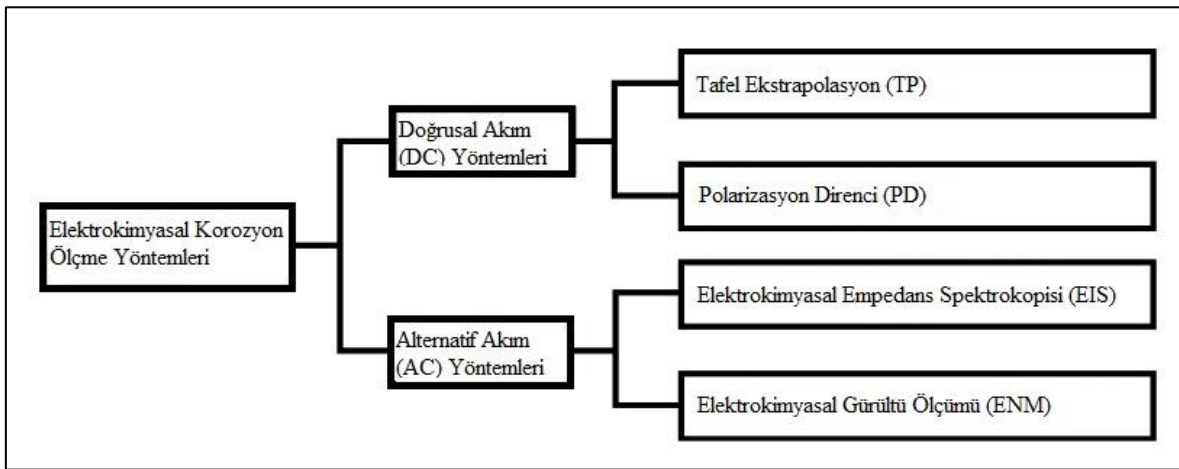 Elektrokimyasal Korozyon
Ölçme Yöntemleri
Doğrusal Akım
(DC) Yöntemleri
Tafel Ekstrapolasyon (TP)
Polarizasyon Direnci (PD)
Alternatif Akım
(AC) Yöntemleri
Elektrokimyasal Empedans Spektrokopisi (EIS)
Elektrokimyasal Gürültü Ölçümü (ENM)